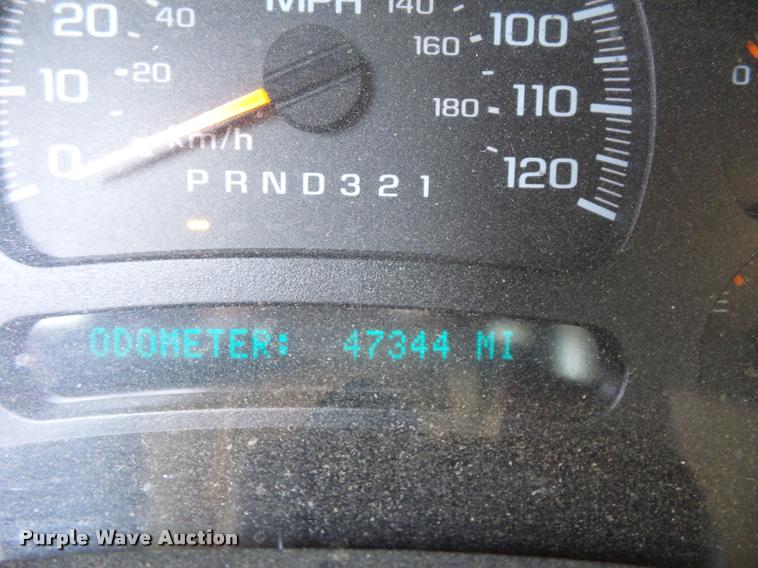 MPH
20 40 140 100
160
10 20 180 110
km/h
0 120
0
PRND321
ODOMETER: 47344 MI
Purple Wave Auction